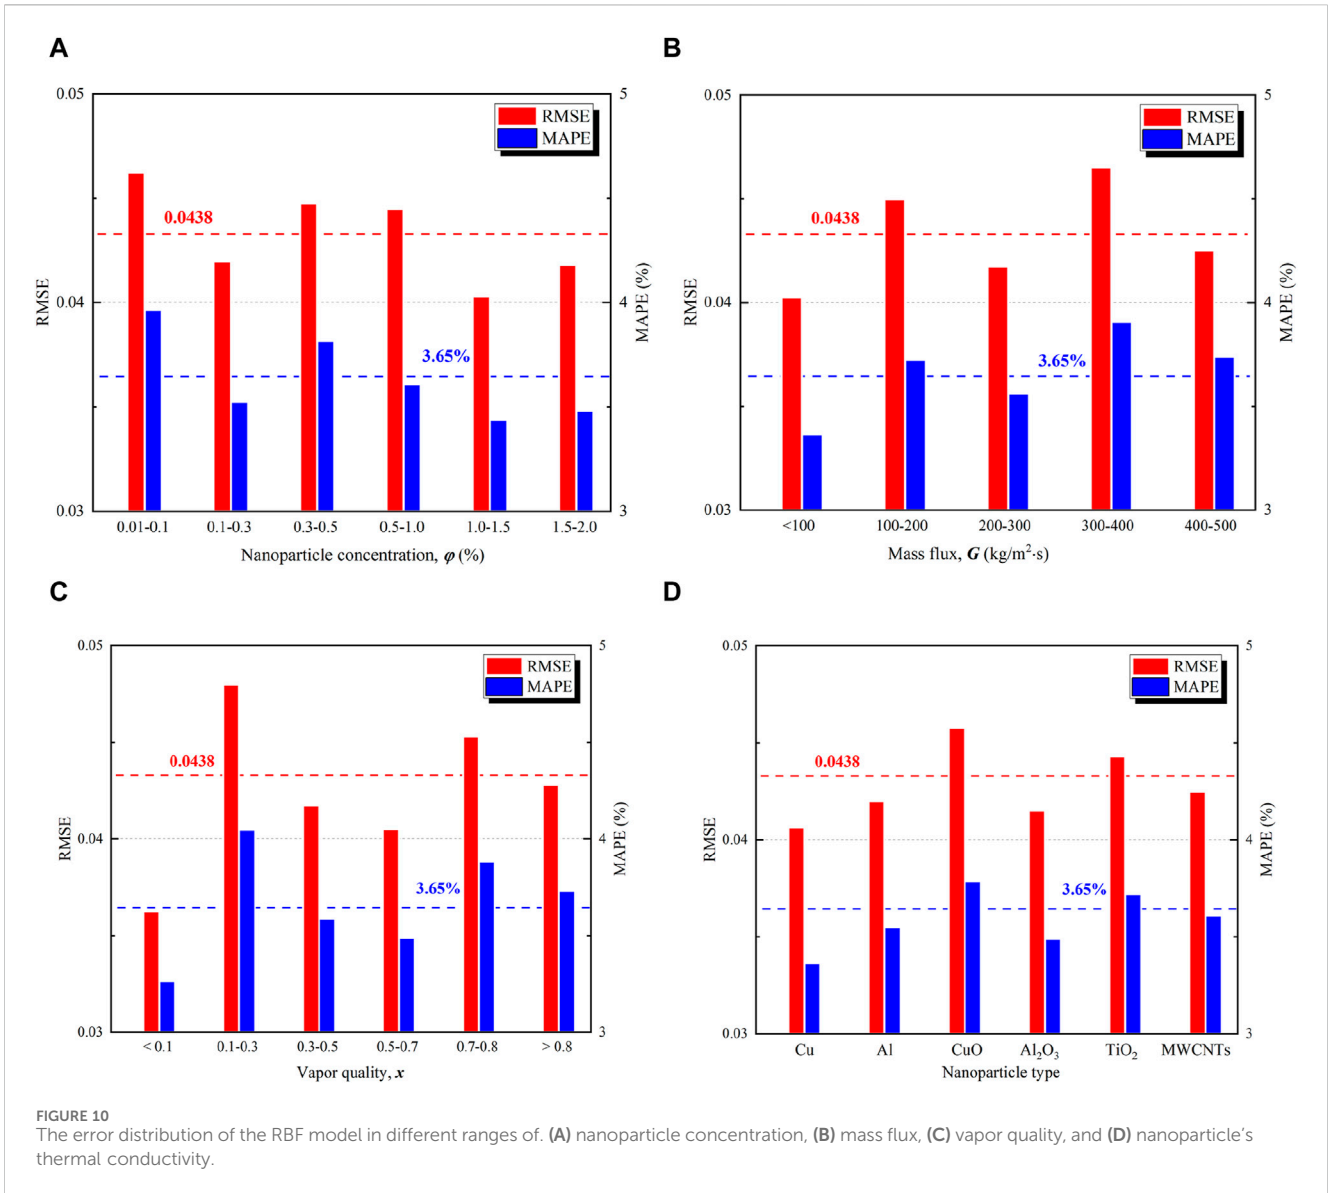 A
0.05
5
RMSE
MAPE
0.0438
RMSE
0.04
4
MAPE (%)
3.65%
0.03
3
0.01-0.1 0.1-0.3 0.3-0.5 0.5-1.0 1.0-1.5 1.5-2.0
Nanoparticle concentration, φ (%)
B
0.05
5
RMSE
MAPE
0.0438
RMSE
0.04
4
MAPE (%)
3.65%
0.03
3
<100 100-200 200-300 300-400 400-500
Mass flux, G (kg/m²·s)
C
0.05
5
RMSE
MAPE
0.0438
RMSE
0.04
4
MAPE (%)
3.65%
0.03
3
< 0.1 0.1-0.3 0.3-0.5 0.5-0.7 0.7-0.8 > 0.8
Vapor quality, x
D
0.05
5
RMSE
MAPE
0.0438
RMSE
0.04
4
MAPE (%)
3.65%
0.03
3
Cu Al CuO Al₂O₃ TiO₂ MWCNTs
Nanoparticle type
FIGURE 10
The error distribution of the RBF model in different ranges of. (A) nanoparticle concentration, (B) mass flux, (C) vapor quality, and (D) nanoparticle's
thermal conductivity.